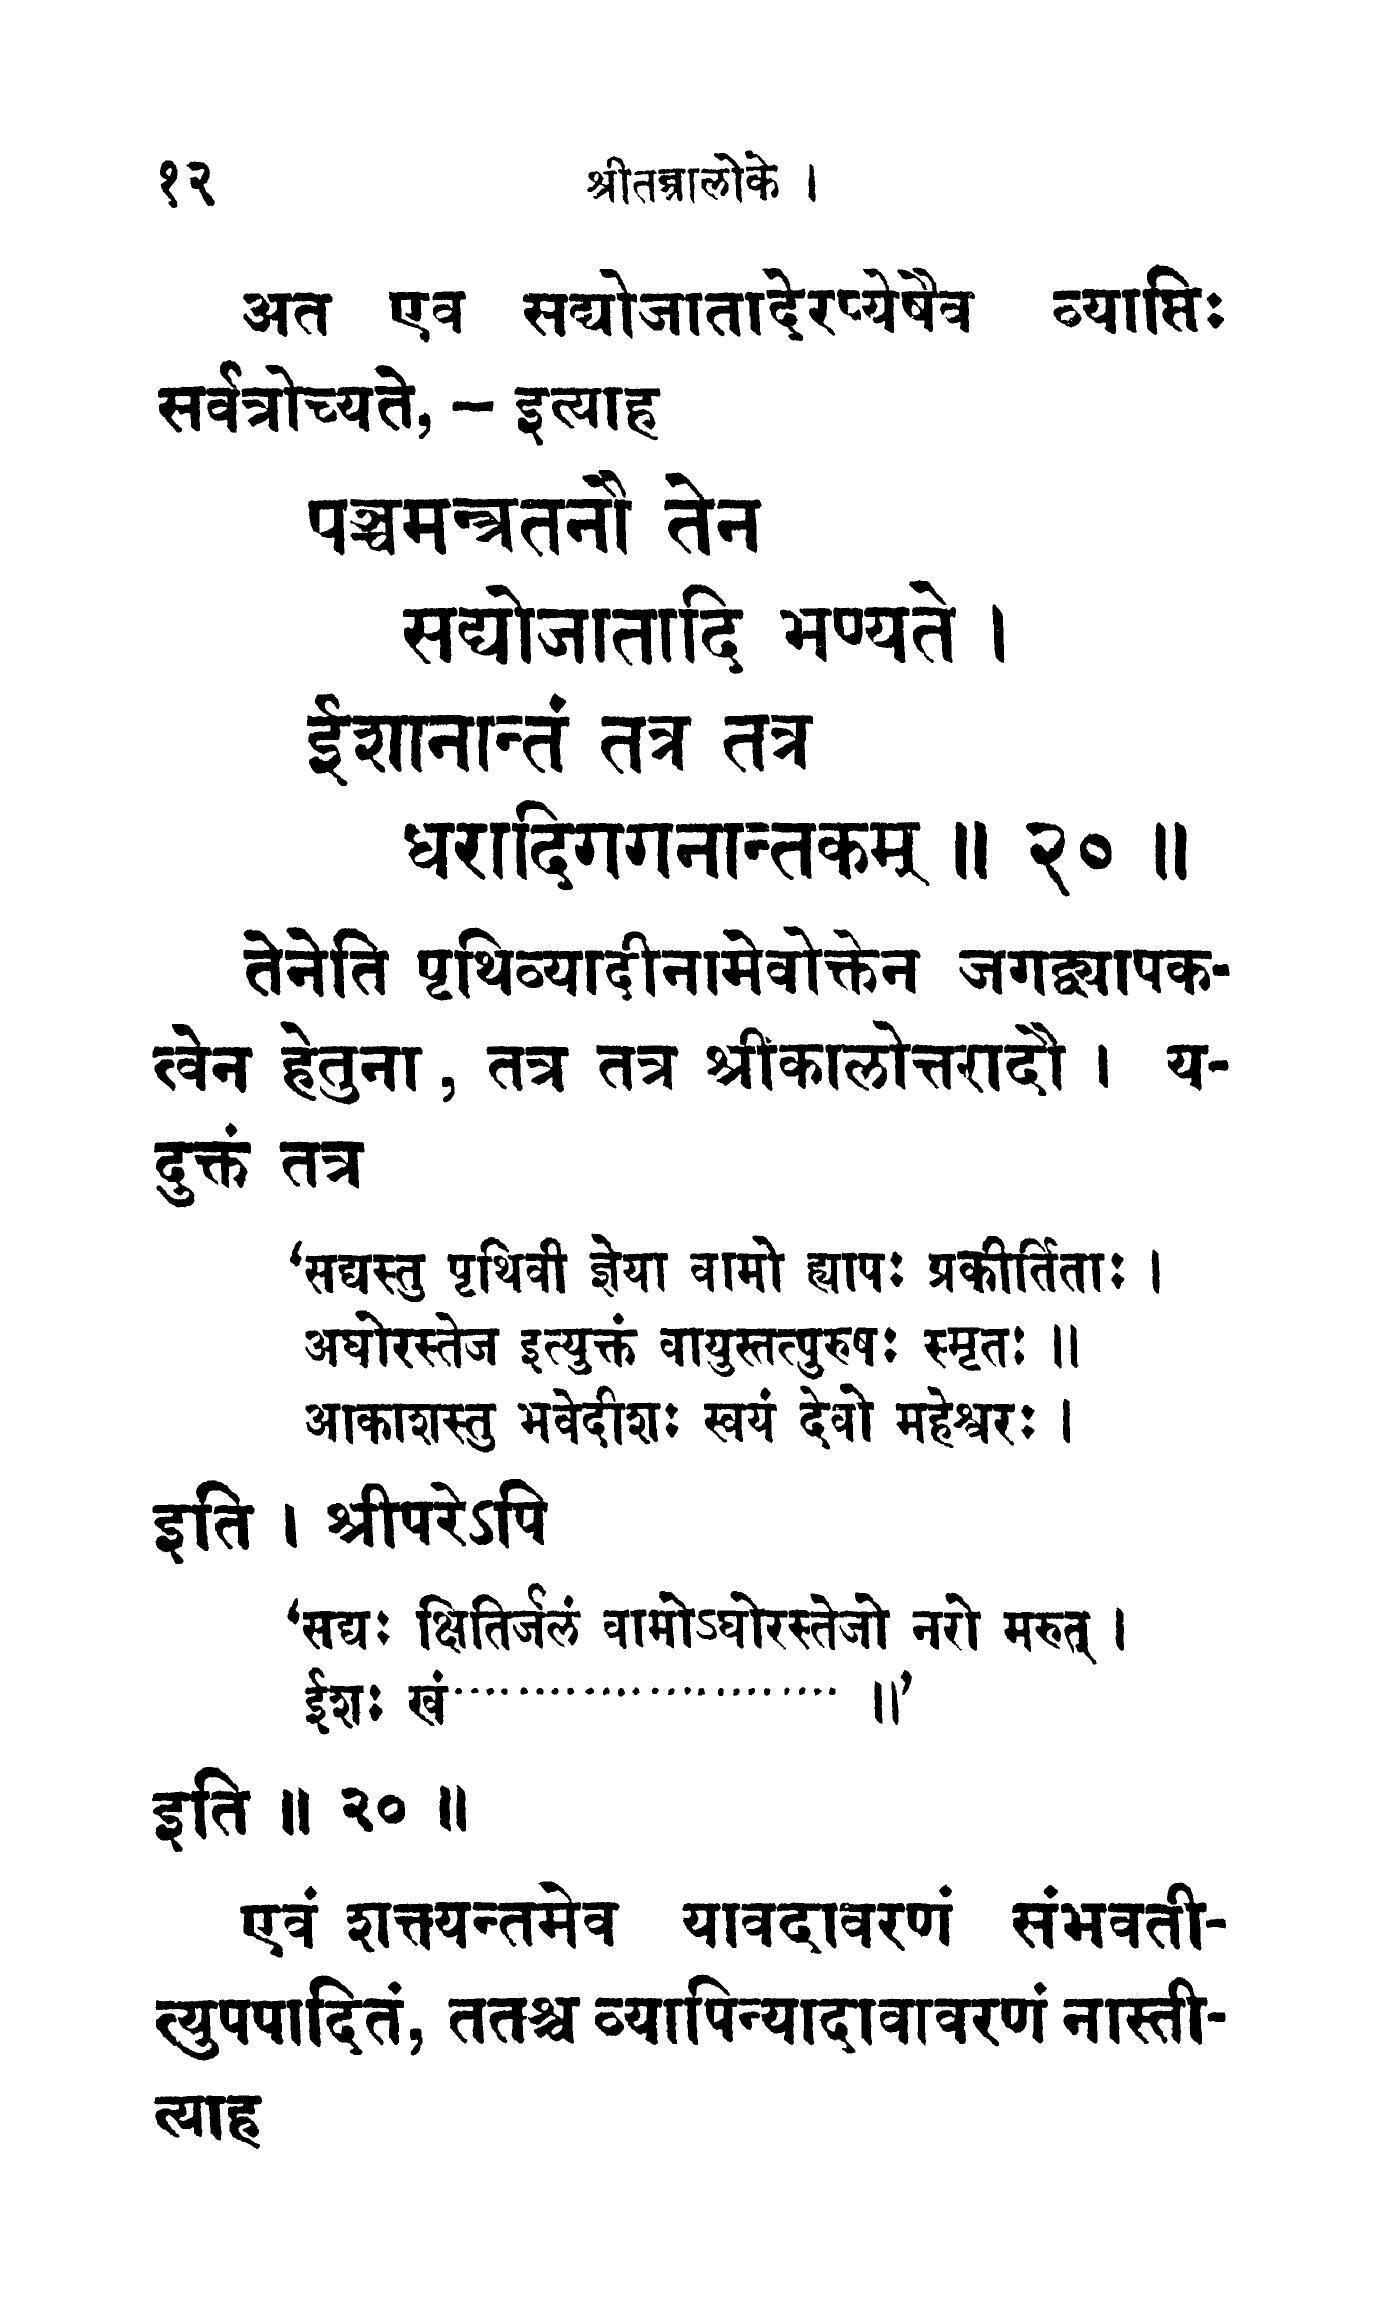 १२ श्रीतन्त्रालोके ।
अत एव सद्योजातादेरप्येषैव व्याप्तिः
सर्वत्रोच्यते, – इत्याह
पञ्चमन्त्रतनौ तेन
सद्योजातादि भण्यते ।
ईशानान्तं तत्र तत्र
धरादिगगनान्तकम् ॥ २० ॥
तेनेति पृथिव्यादीनामेवोक्तेन जगद्व्यापक-
त्वेन हेतुना, तत्र तत्र श्रीकालोत्तरादौ । य-
दुक्तं तत्र
‘सद्यस्तु पृथिवी ज्ञेया वामो ह्यापः प्रकीर्तिताः ।
अघोरस्तेज इत्युक्तं वायुस्तत्पुरुषः स्मृतः ॥
आकाशस्तु भवेदीशः स्वयं देवो महेश्वरः ।
इति । श्रीपरेऽपि
‘सद्यः क्षितिर्जलं वामोऽघोरस्तेजो नरो मरुत् ।
ईशः खं........................ ॥’
इति ॥ २० ॥
एवं शक्त्यन्तमेव यावदावरणं संभवती-
त्युपपादितं, ततश्च व्यापिन्यादावावरणं नास्ती-
त्याह